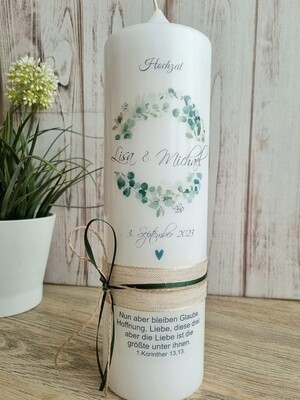 Hochzeit
Lisa & Michael
3. September 2023
Nun aber bleiben Glaube,
Hoffnung, Liebe, diese drei;
aber die Liebe ist die
größte unter ihnen.
1.Korinther 13,13.